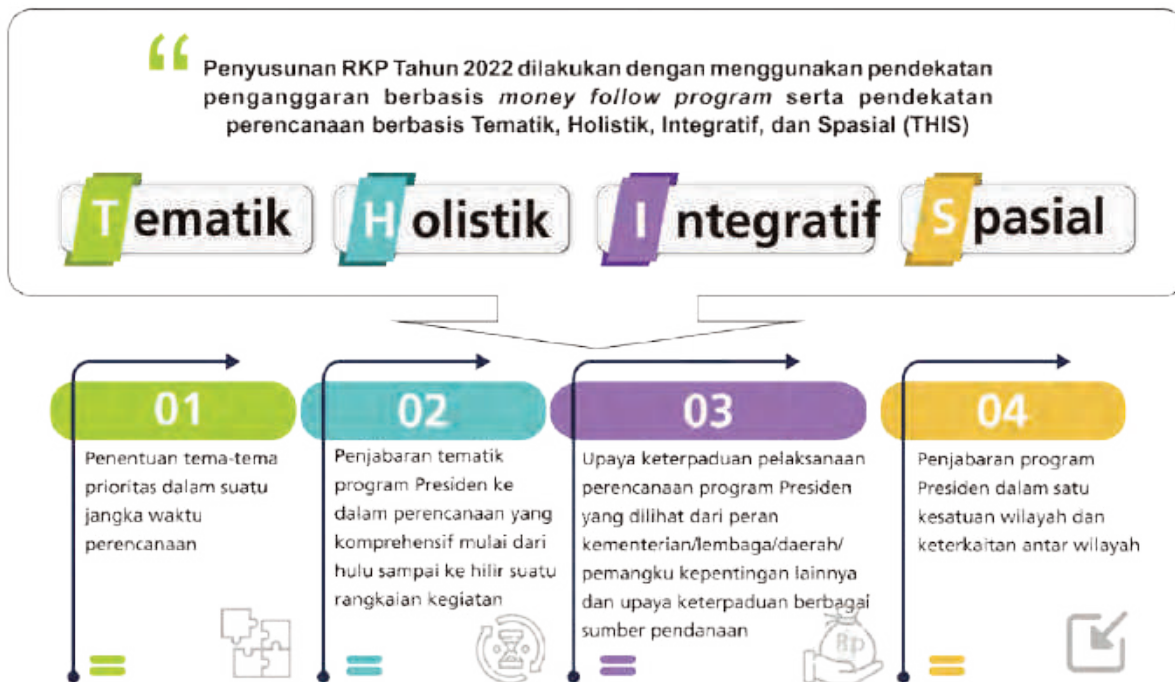 Penyusunan RKP Tahun 2022 dilakukan dengan menggunakan pendekatan
penganggaran berbasis money follow program serta pendekatan
perencanaan berbasis Tematik, Holistik, Integratif, dan Spasial (THIS)
Tematik
Holistik
Integratif
Spasial
01
Penentuan tema-tema
prioritas dalam suatu
jangka waktu
perencanaan
02
Penjabaran tematik
program Presiden ke
dalam perencanaan yang
komprehensif mulai dari
hulu sampai ke hilir suatu
rangkaian kegiatan
03
Upaya keterpaduan pelaksanaan
perencanaan program Presiden
yang dilihat dari peran
kementerian/lembaga/daerah/
pemangku kepentingan lainnya
dan upaya keterpaduan berbagai
sumber pendanaan
Rp
04
Penjabaran program
Presiden dalam satu
kesatuan wilayah dan
keterkaitan antar wilayah